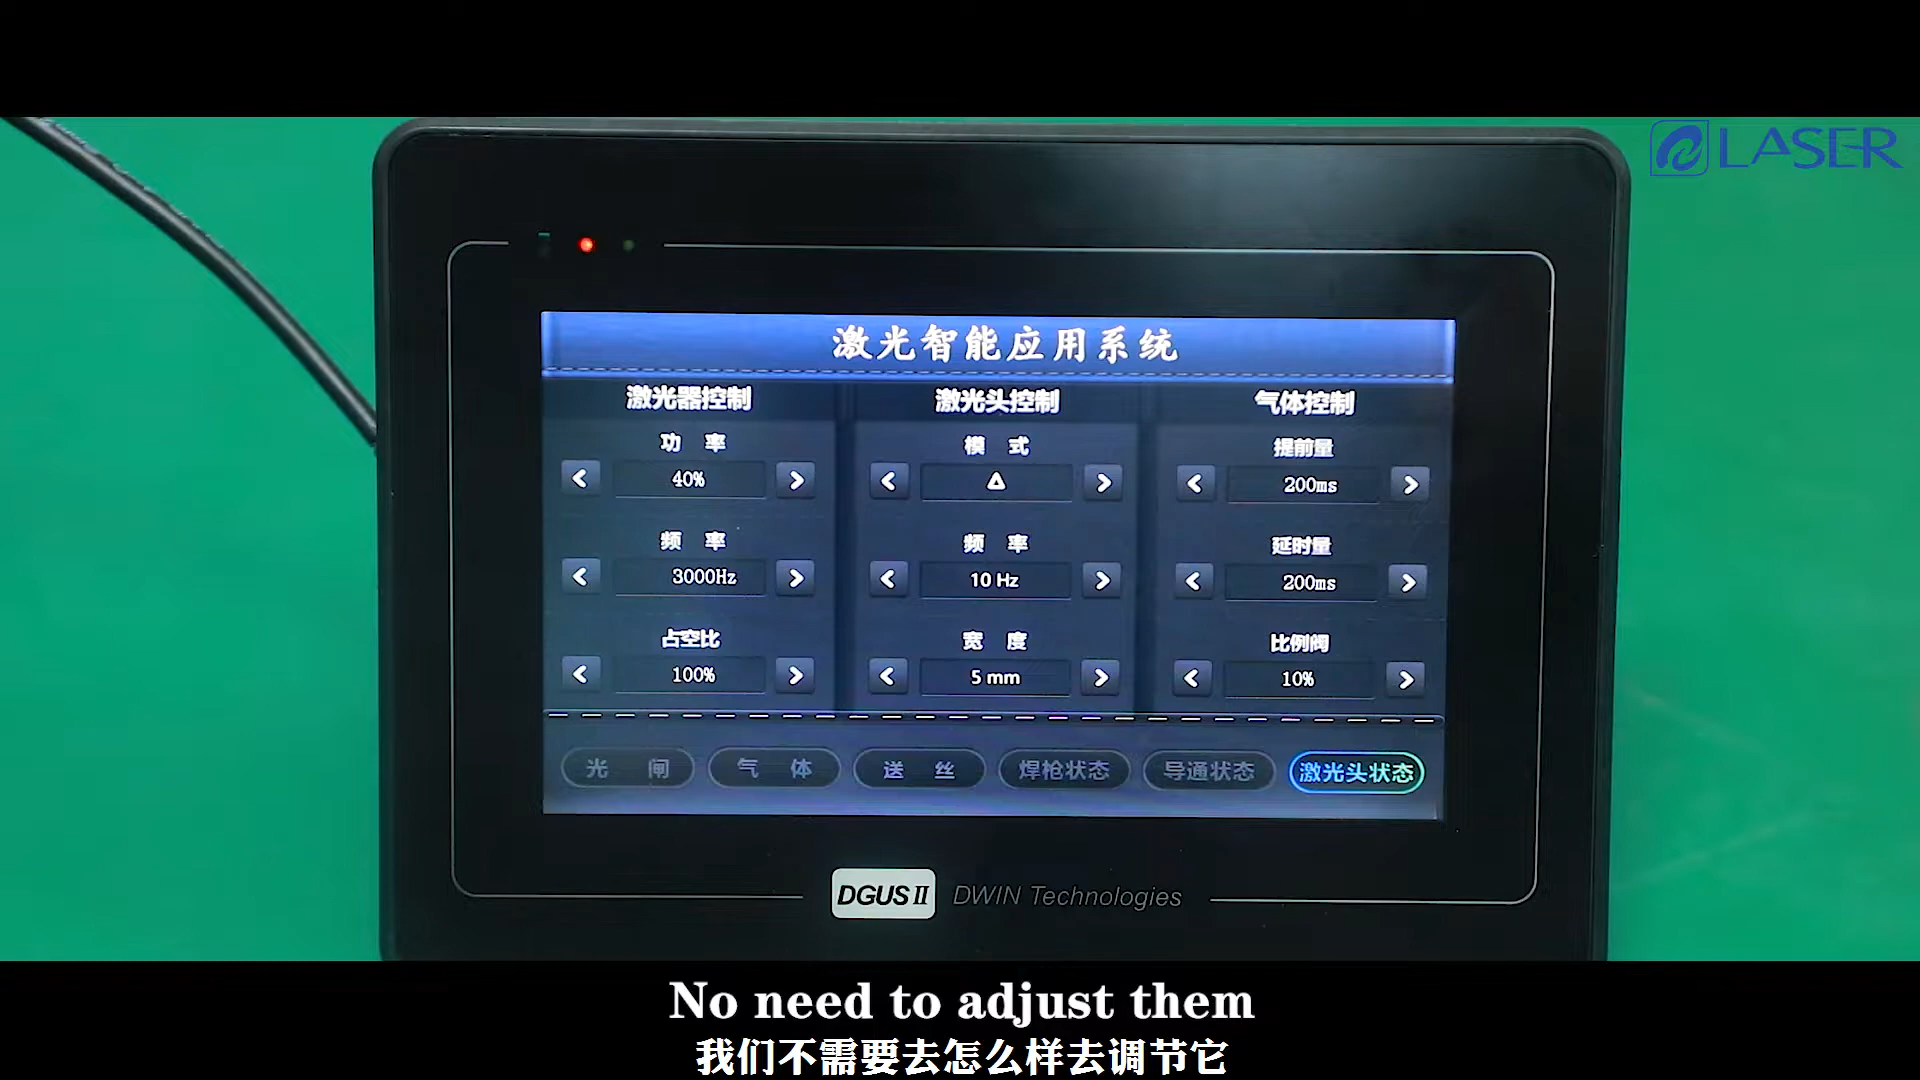 LASER
激光智能应用系统
激光器控制
功 率
40%
频 率
3000Hz
占空比
100%
激光头控制
模 式
Δ
频 率
10 Hz
宽 度
5 mm
气体控制
提前量
200ms
延时量
200ms
比例阀
10%
光 闸
气 体
送 丝
焊枪状态
导通状态
激光头状态
DGUS II DWIN Technologies
No need to adjust them
我们不需要去怎么样去调节它